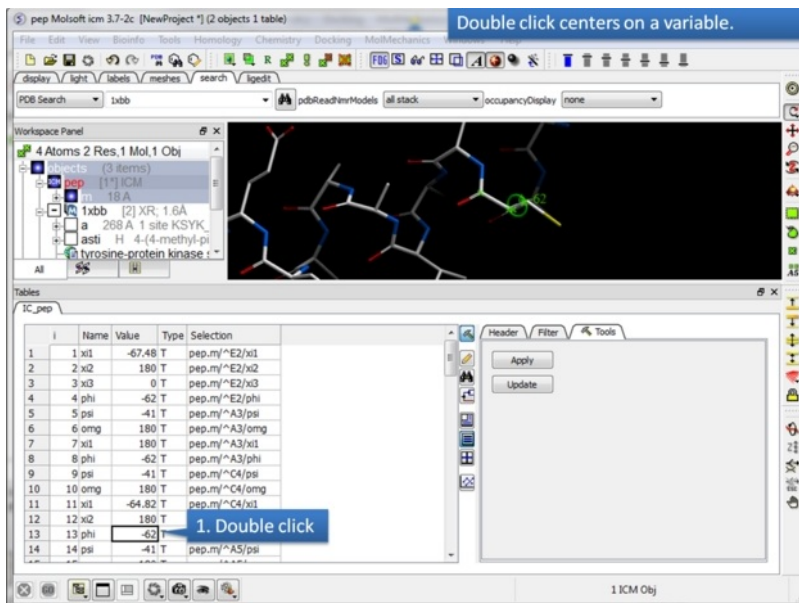 pep Molsoft icm 3.7-2c [NewProject *] (2 objects 1 table)
Double click centers on a variable.
File Edit View Bioinfo Tools Homology Chemistry Docking MolMechanics Windows Help
display light labels meshes search ligedit
PDB Search 1xbb pdbReadNmrModels all stack occupancyDisplay none
Workspace Panel
4 Atoms 2 Res,1 Mol,1 Obj
objects (3 items)
pep [1*] ICM
m 18 A
1xbb [2] XR; 1.6Å
a 268 A 1 site KSYK_
asti H 4-(4-methyl-pi
tyrosine-protein kinase
All
-62
Tables
IC_pep
i Name Value Type Selection
1 1 xi1 -67.48 T pep.m/^E2/xi1
2 2 xi2 180 T pep.m/^E2/xi2
3 3 xi3 0 T pep.m/^E2/xi3
4 4 phi -62 T pep.m/^E2/phi
5 5 psi -41 T pep.m/^A3/psi
6 6 omg 180 T pep.m/^A3/omg
7 7 xi1 180 T pep.m/^A3/xi1
8 8 phi -62 T pep.m/^A3/phi
9 9 psi -41 T pep.m/^C4/psi
10 10 omg 180 T pep.m/^C4/omg
11 11 xi1 -64.82 T pep.m/^C4/xi1
12 12 xi2 180 T
13 13 phi -62 T
14 14 psi -41 T pep.m/^A5/psi
1. Double click
Header Filter Tools
Apply
Update
1 ICM Obj